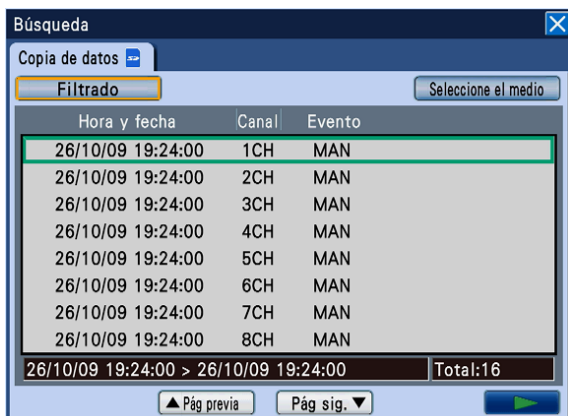 Búsqueda
Copia de datos
Filtrado Seleccione el medio
Hora y fecha Canal Evento
26/10/09 19:24:00 1CH MAN
26/10/09 19:24:00 2CH MAN
26/10/09 19:24:00 3CH MAN
26/10/09 19:24:00 4CH MAN
26/10/09 19:24:00 5CH MAN
26/10/09 19:24:00 6CH MAN
26/10/09 19:24:00 7CH MAN
26/10/09 19:24:00 8CH MAN
26/10/09 19:24:00 > 26/10/09 19:24:00 Total:16
▲ Pág previa Pág sig. ▼